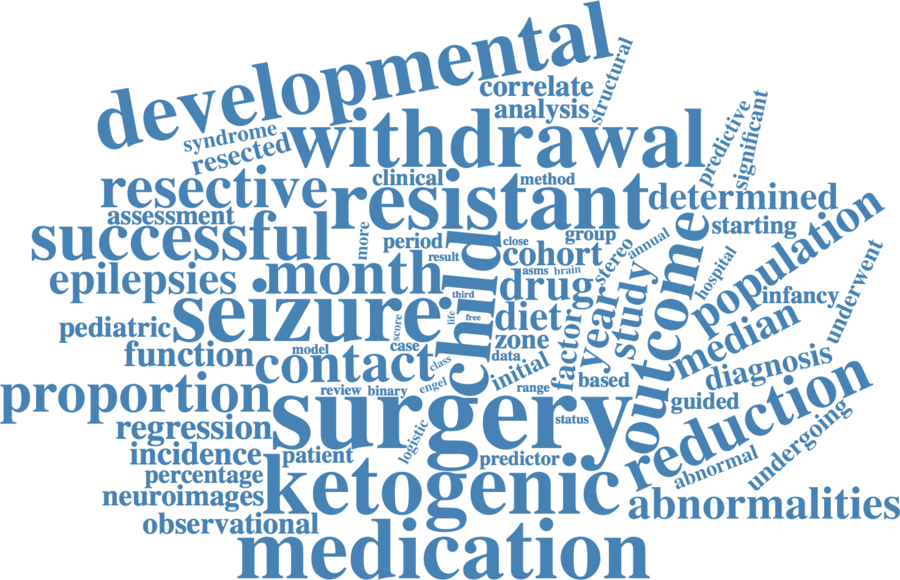 developmental
structural
correlate
analysis
syndrome
resected
withdrawal
predictive
significant
resective
clinical
method
resistant
determined
assessment
successful
more
period
result
child
close
group
cohort
stereo
annual
outcome
starting
population
hospital
epilepsies
month
asms
brain
drug
year
study
infancy
underwent
pediatric
seizure
third
life
free
score
diet
factor
median
function
model
case
contact
class
zone
data
initial
diagnosis
proportion
review
binary
engel
range
based
guided
reduction
surgery
status
regression
logistic
incidence
patient
predictor
abnormal
undergoing
percentage
ketogenic
neuroimages
abnormalities
observational
medication